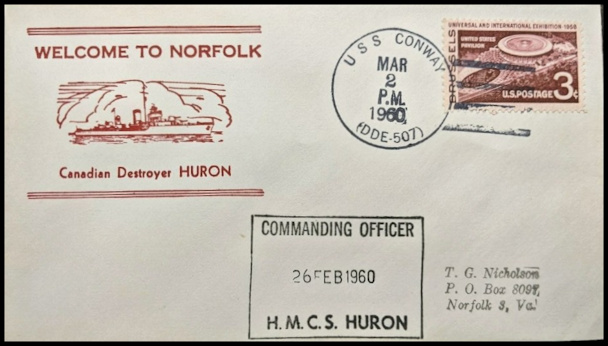 WELCOME TO NORFOLK
Canadian Destroyer HURON
USS CONWAY
MAR
2
P.M.
1960
(DDE-507)
UNIVERSAL AND INTERNATIONAL EXHIBITION 1958
BRUSSELS
UNITED STATES
PAVILION
U.S.POSTAGE 3¢
COMMANDING OFFICER
26FEB1960
H.M.C.S. HURON
T. G. Nicholson
P. O. Box 8097,
Norfolk 3, Va.